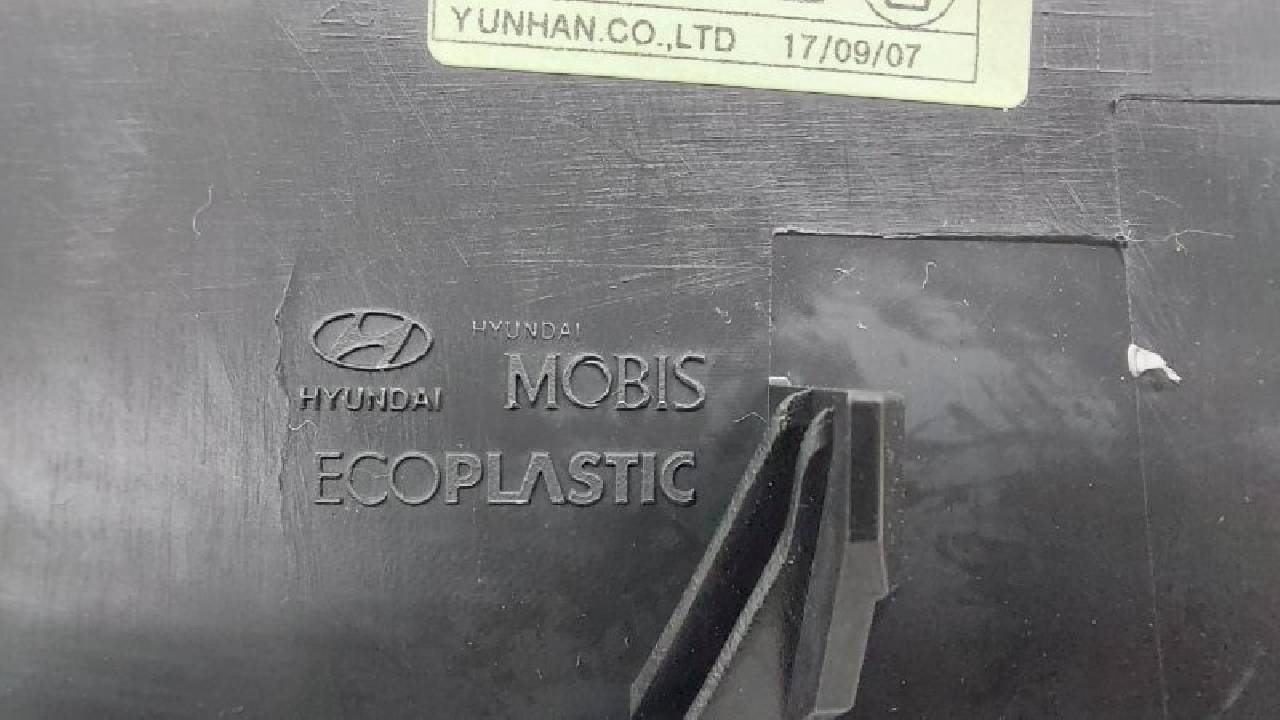 YUNHAN.CO.,LTD 17/09/07
HYUNDAI
HYUNDAI
MOBIS
ECOPLASTIC